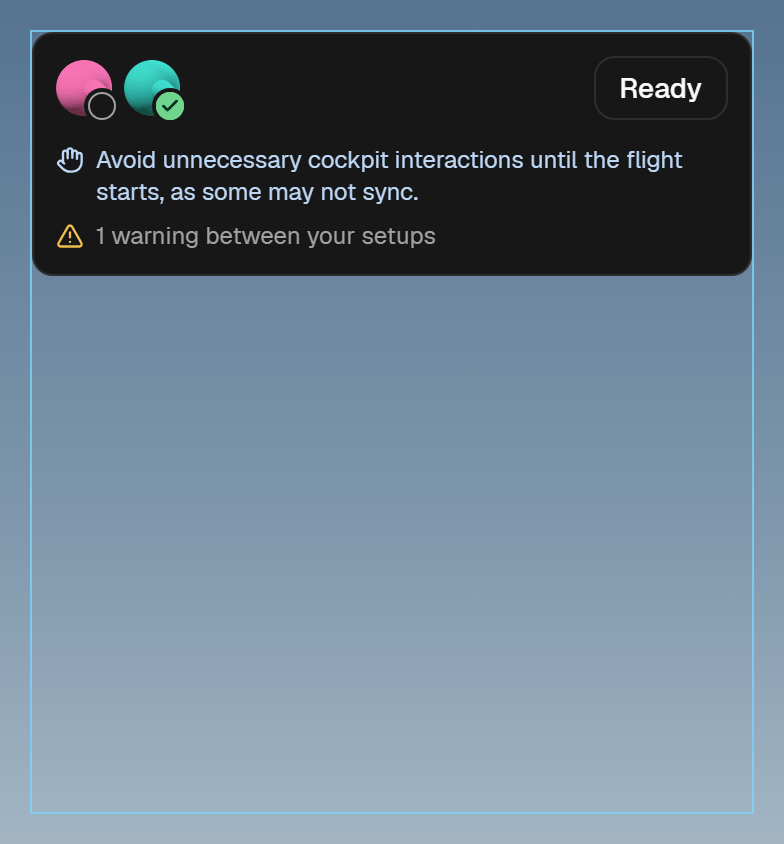 Ready
Avoid unnecessary cockpit interactions until the flight
starts, as some may not sync.
1 warning between your setups